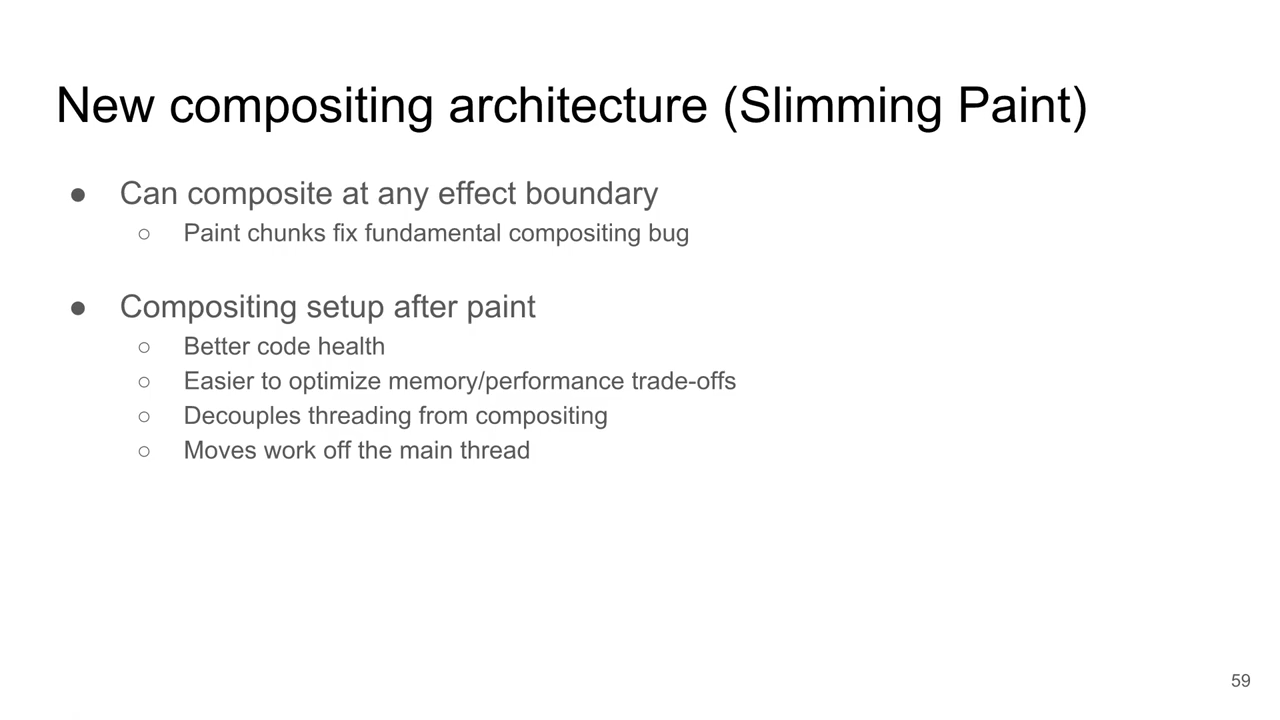 New compositing architecture (Slimming Paint)
● Can composite at any effect boundary
○ Paint chunks fix fundamental compositing bug
● Compositing setup after paint
○ Better code health
○ Easier to optimize memory/performance trade-offs
○ Decouples threading from compositing
○ Moves work off the main thread
59